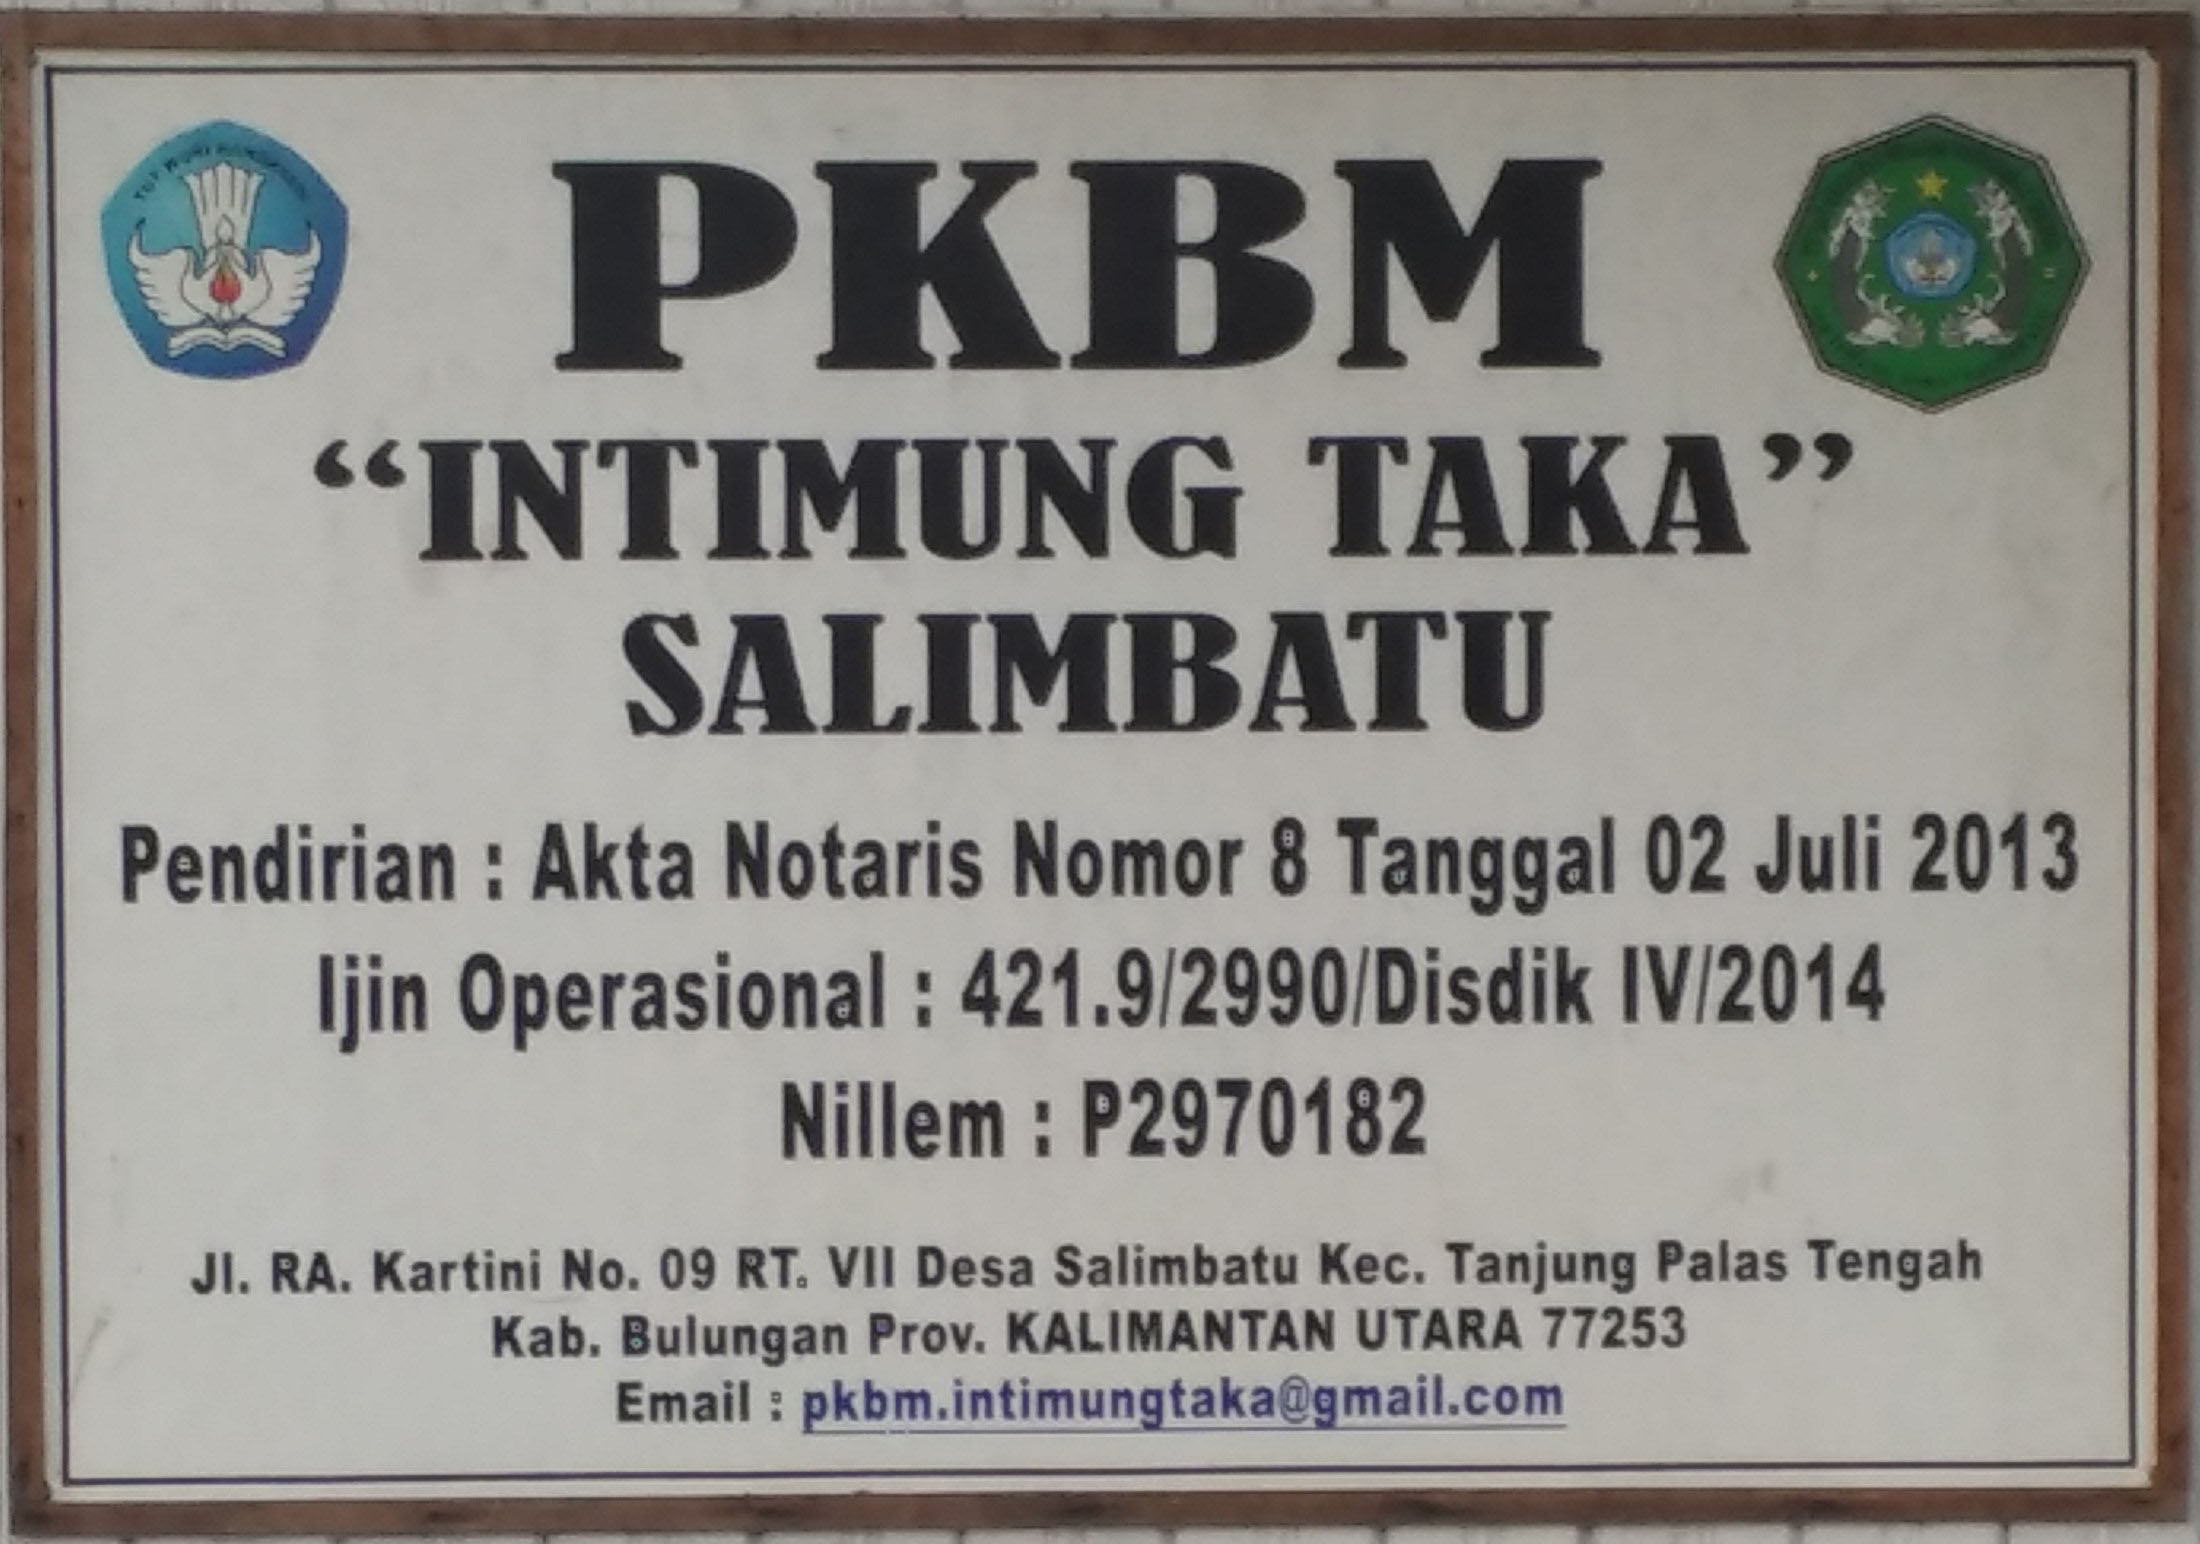 PKBM
“INTIMUNG TAKA”
SALIMBATU
Pendirian : Akta Notaris Nomor 8 Tanggal 02 Juli 2013
Ijin Operasional : 421.9/2990/Disdik IV/2014
Nillem : P2970182
Jl. RA. Kartini No. 09 RT. VII Desa Salimbatu Kec. Tanjung Palas Tengah
Kab. Bulungan Prov. KALIMANTAN UTARA 77253
Email : pkbm.intimungtaka@gmail.com